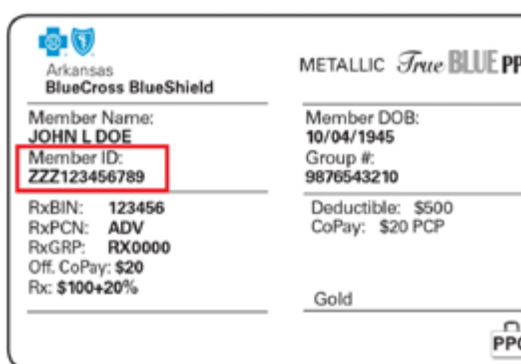 Arkansas
BlueCross BlueShield
METALLIC True BLUE PP
Member Name:
JOHN L DOE
Member ID:
ZZZ123456789
Member DOB:
10/04/1945
Group #:
9876543210
RxBIN: 123456
RxPCN: ADV
RxGRP: RX0000
Off. CoPay: $20
Rx: $100+20%
Deductible: $500
CoPay: $20 PCP
Gold
PPO